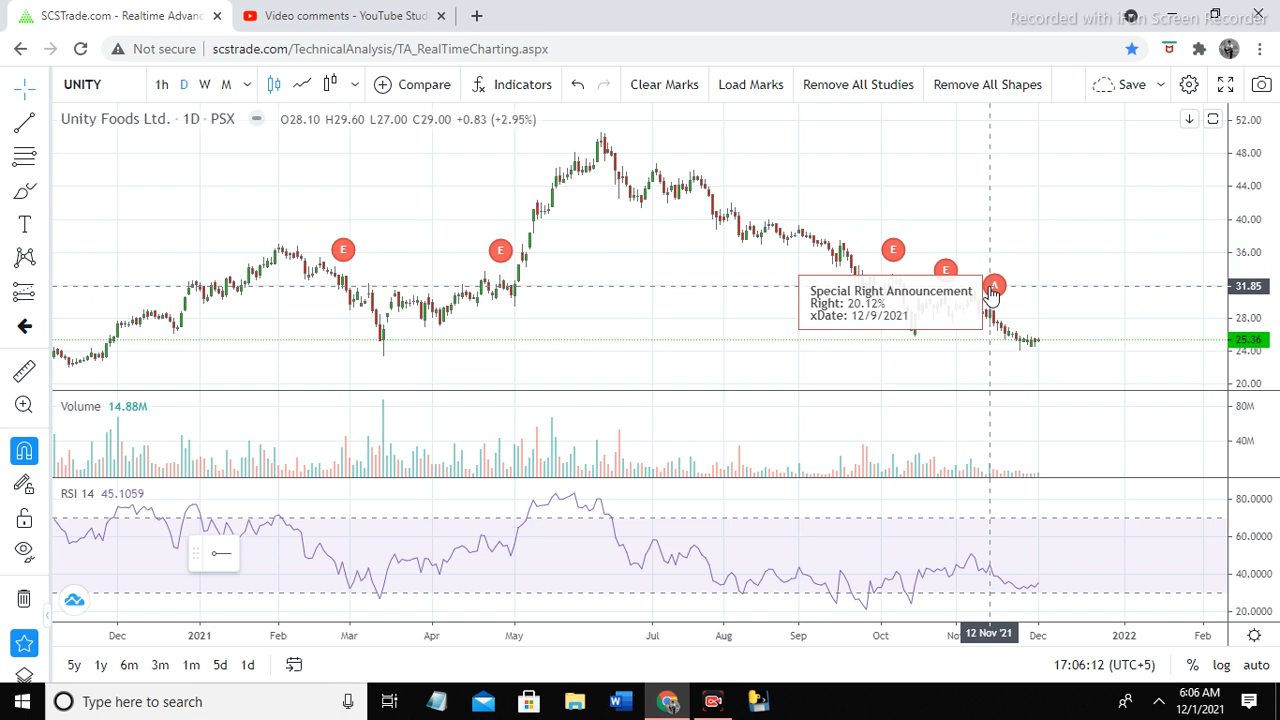 SCSTrade.com - Realtime Advanc
Video comments - YouTube Stud
Recorded with iFun Screen Recorder
Not secure
scstrade.com/TechnicalAnalysis/TA_RealTimeCharting.aspx
UNITY
1h D W M
Compare
Indicators
Clear Marks
Load Marks
Remove All Studies
Remove All Shapes
Save
Unity Foods Ltd. · 1D · PSX
O28.10 H29.60 L27.00 C29.00 +0.83 (+2.95%)
52.00
48.00
44.00
40.00
36.00
31.85
28.00
25.36
24.00
20.00
E
E
E
E
A
Special Right Announcement
Right: 20.12%
xDate: 12/9/2021
Volume 14.88M
80M
40M
RSI 14 45.1059
80.0000
60.0000
40.0000
20.0000
Dec 2021 Feb Mar Apr May Jul Aug Sep Oct 12 Nov '21 Dec 2022 Feb
5y 1y 6m 3m 1m 5d 1d
17:06:12 (UTC+5)
% log auto
Type here to search
6:06 AM
12/1/2021